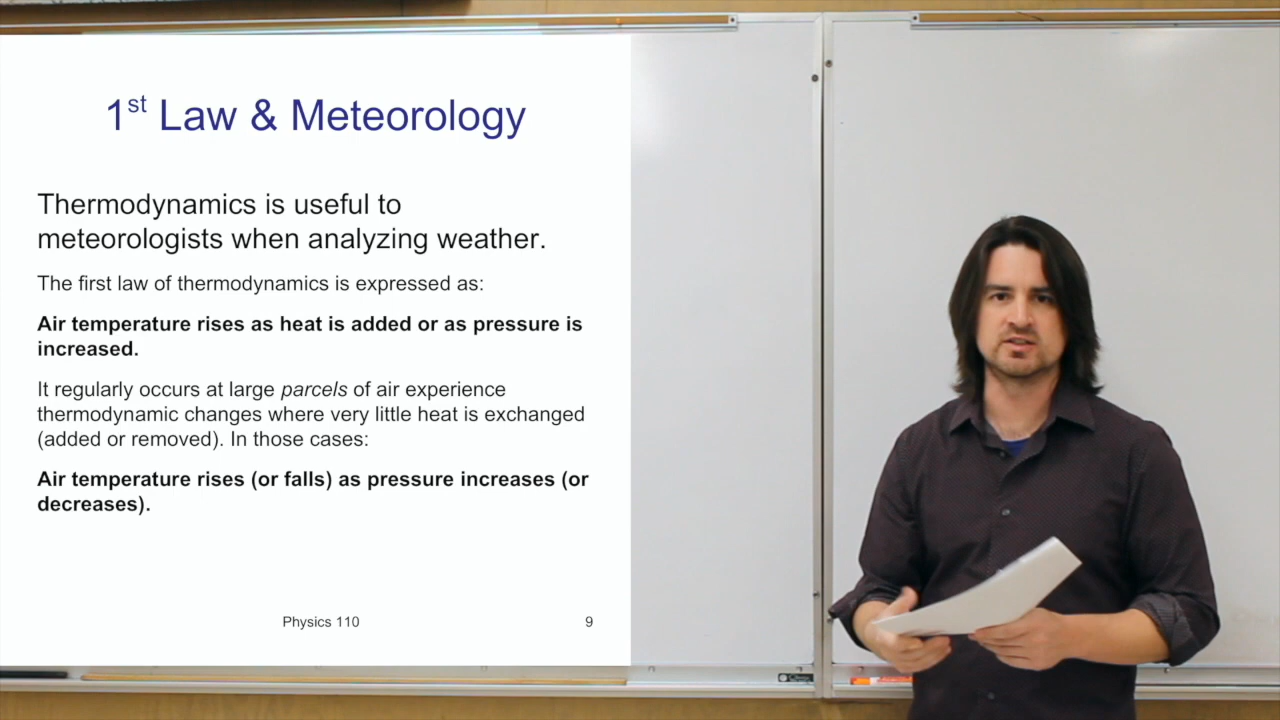 1st Law & Meteorology
Thermodynamics is useful to
meteorologists when analyzing weather.
The first law of thermodynamics is expressed as:
Air temperature rises as heat is added or as pressure is
increased.
It regularly occurs at large parcels of air experience
thermodynamic changes where very little heat is exchanged
(added or removed). In those cases:
Air temperature rises (or falls) as pressure increases (or
decreases).
Physics 110
9